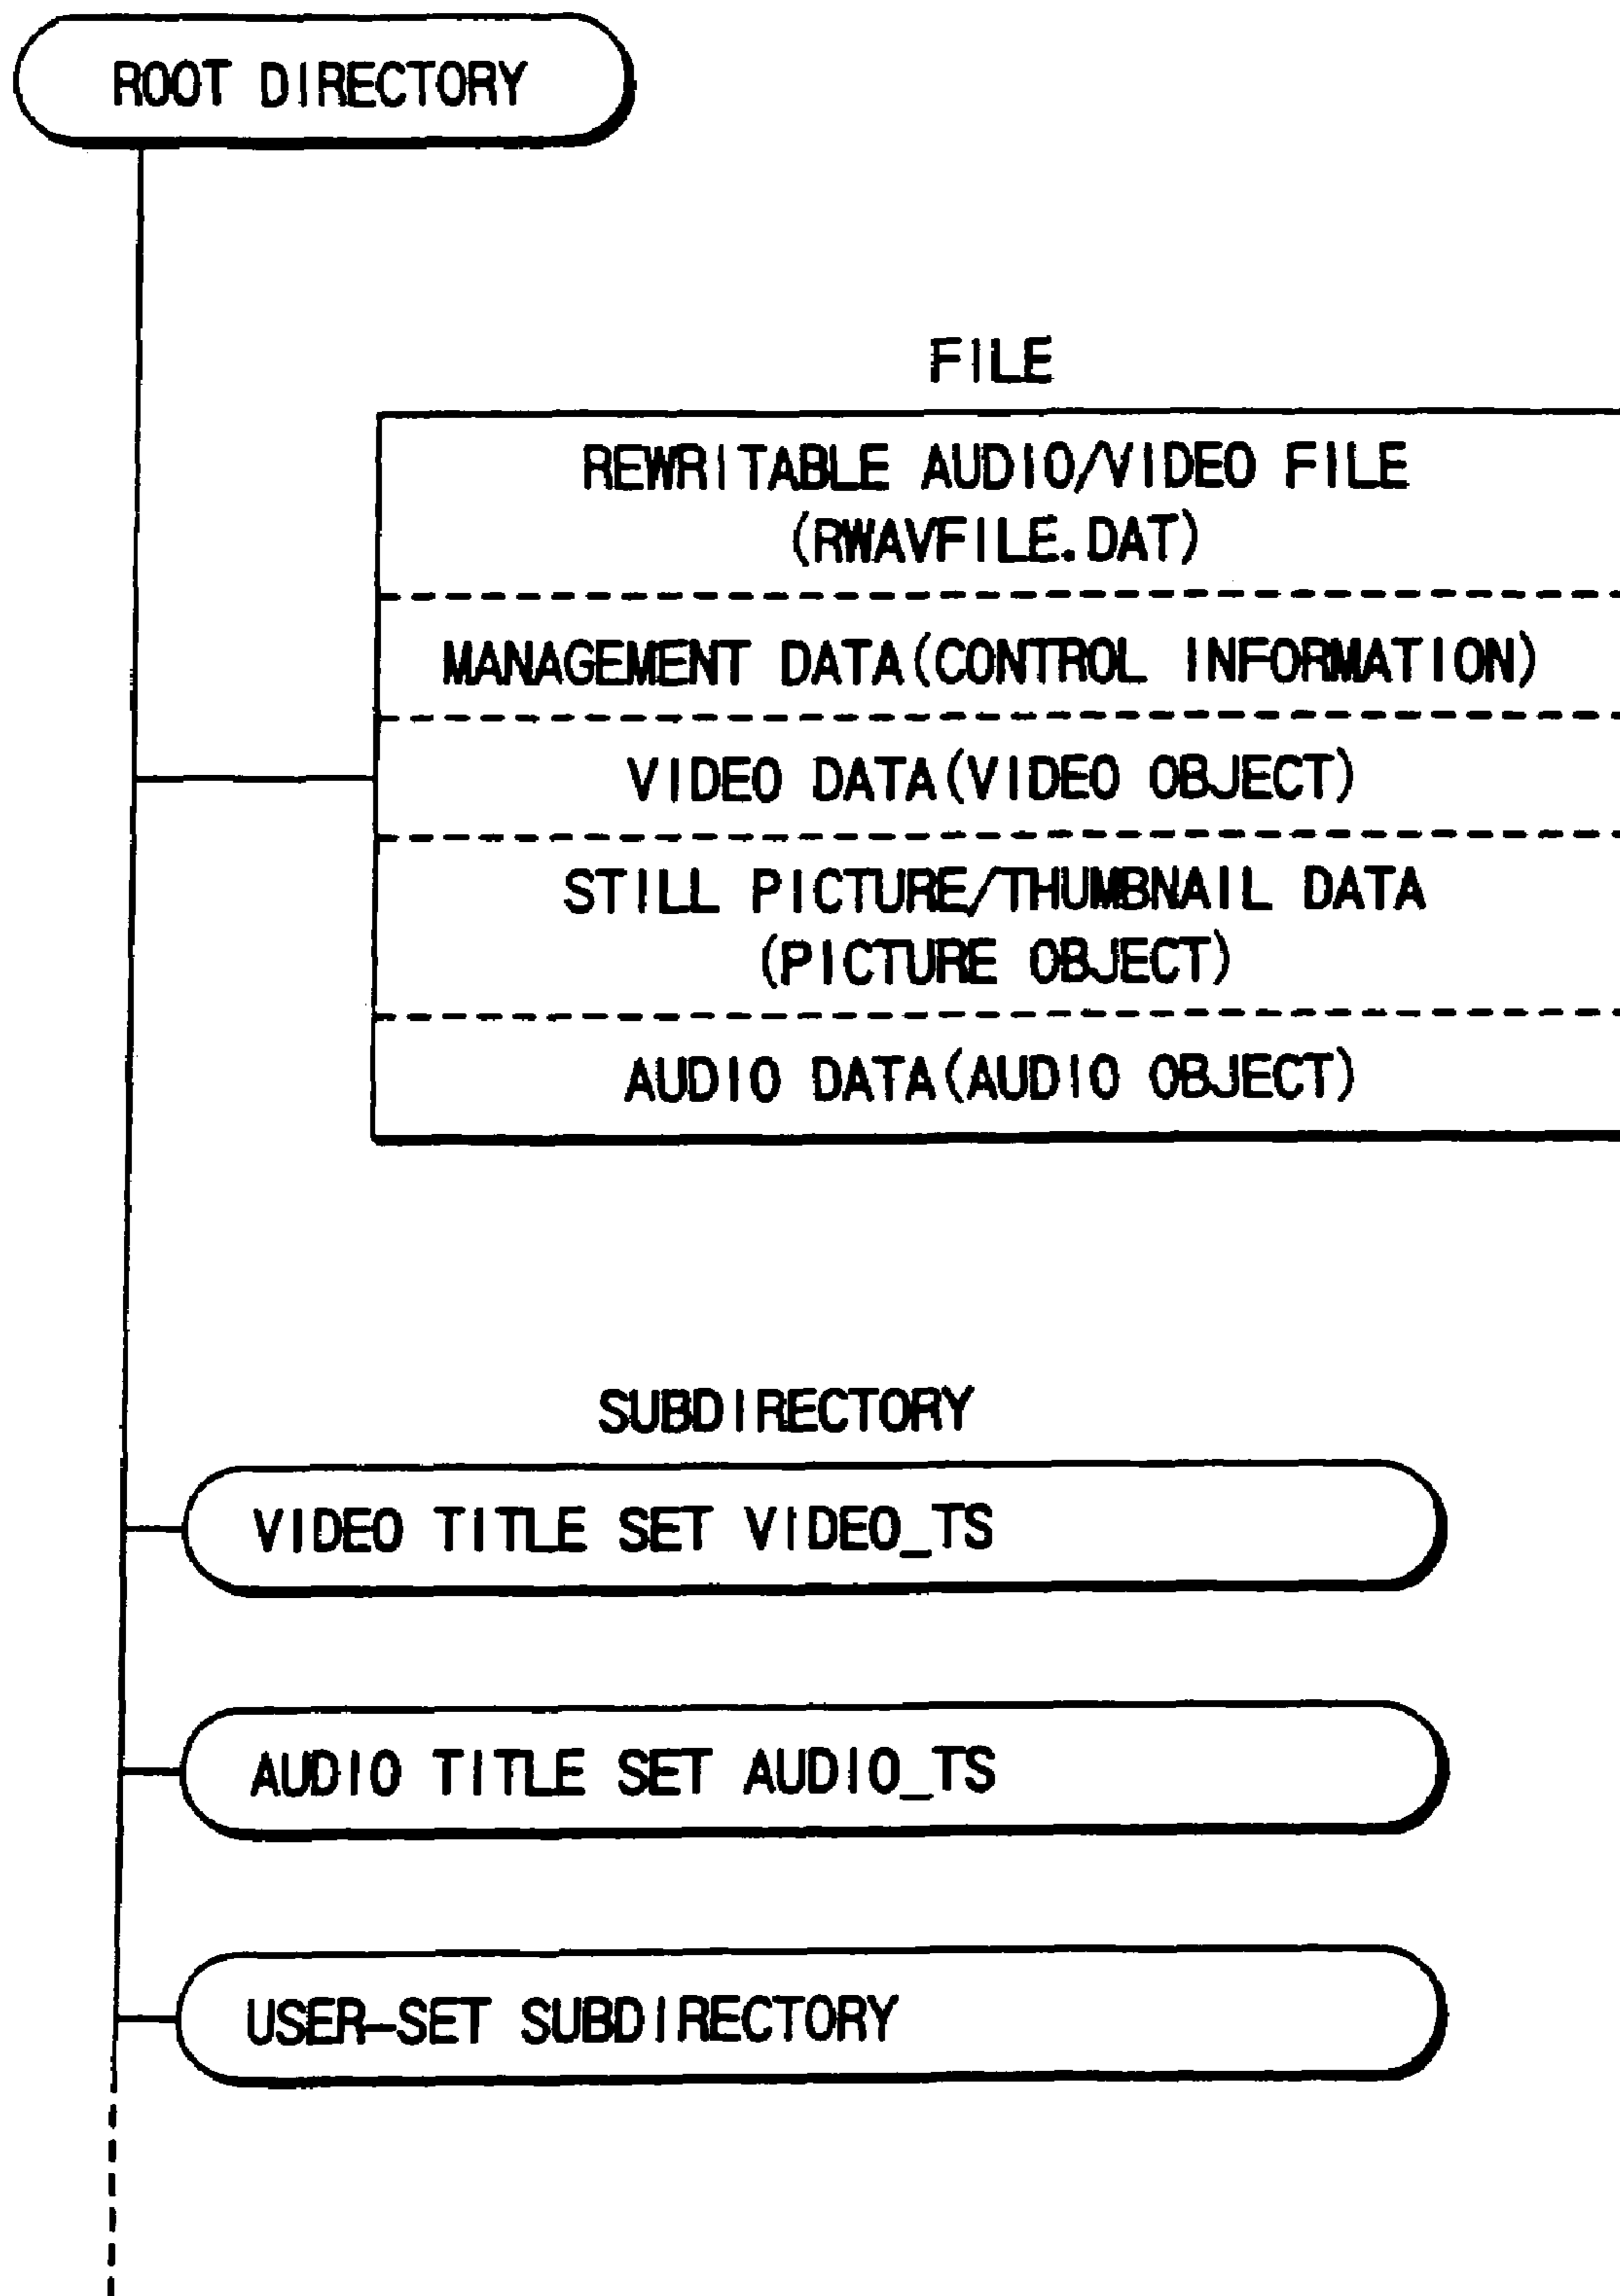 ROOT DIRECTORY
FILE
REWRITABLE AUDIO/VIDEO FILE
(RWAVFILE.DAT)
MANAGEMENT DATA(CONTROL INFORMATION)
VIDEO DATA(VIDEO OBJECT)
STILL PICTURE/THUMBNAIL DATA
(PICTURE OBJECT)
AUDIO DATA(AUDIO OBJECT)
SUBDIRECTORY
VIDEO TITLE SET VIDEO_TS
AUDIO TITLE SET AUDIO_TS
USER-SET SUBDIRECTORY